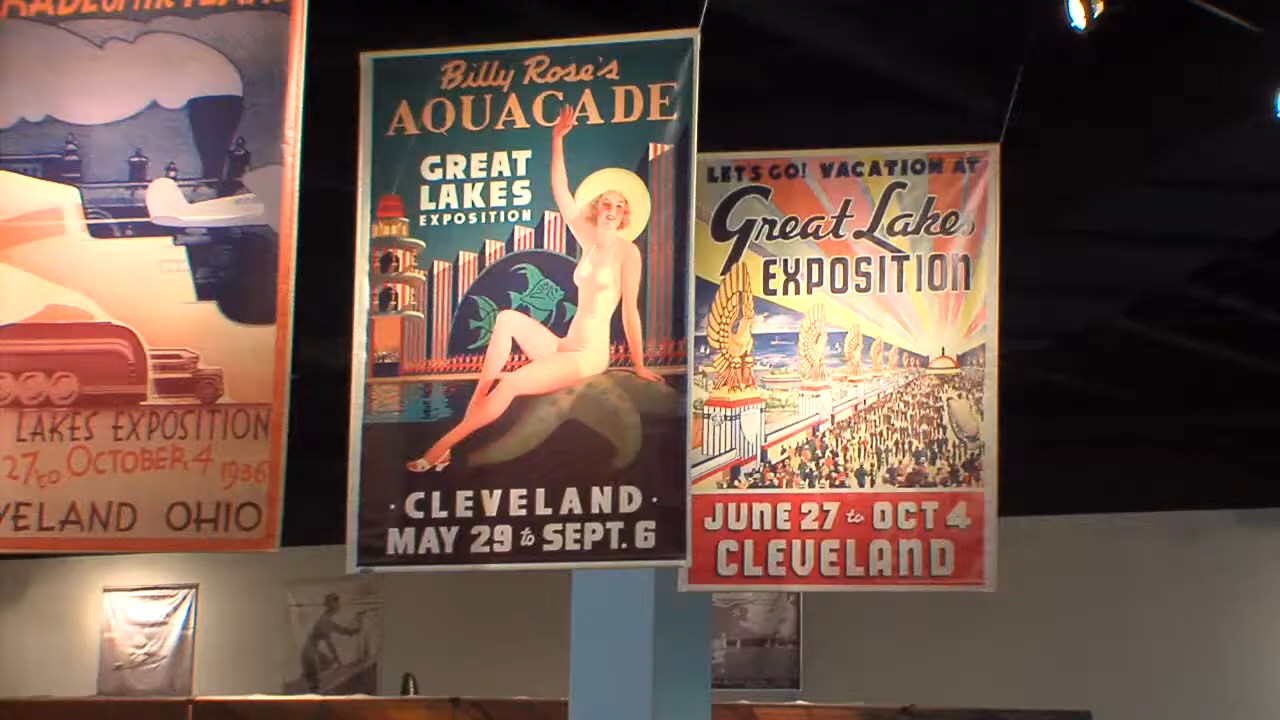 LAKES EXPOSITION
27 to OCTOBER 4 1936
OHIO
Billy Rose's
AQUACADE
GREAT
LAKES
EXPOSITION
·CLEVELAND·
MAY 29 to SEPT. 6
LET'S GO! VACATION AT
Great Lakes
EXPOSITION
JUNE 27 to OCT 4
CLEVELAND